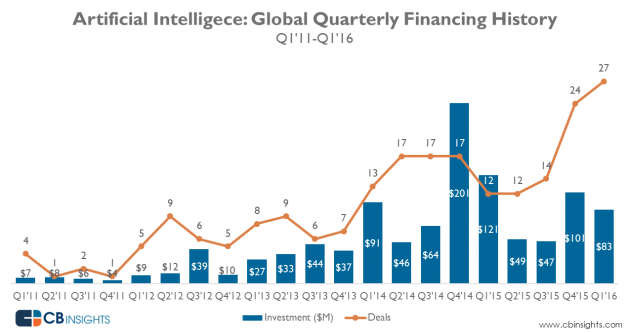 Artificial Intelligece: Global Quarterly Financing History
Q1'11-Q1'16
4 1 2 1 5 9 6 5 8 9 6 7 13 17 17 17 12 12 14 24 27
$7 $8 $6 $4 $9 $12 $39 $10 $27 $33 $44 $37 $91 $46 $64 $201 $121 $49 $47 $101 $83
Q1'11 Q2'11 Q3'11 Q4'11 Q1'12 Q2'12 Q3'12 Q4'12 Q1'13 Q2'13 Q3'13 Q4'13 Q1'14 Q2'14 Q3'14 Q4'14 Q1'15 Q2'15 Q3'15 Q4'15 Q1'16
Investment ($M) Deals
CBINSIGHTS
www.cbinsights.com